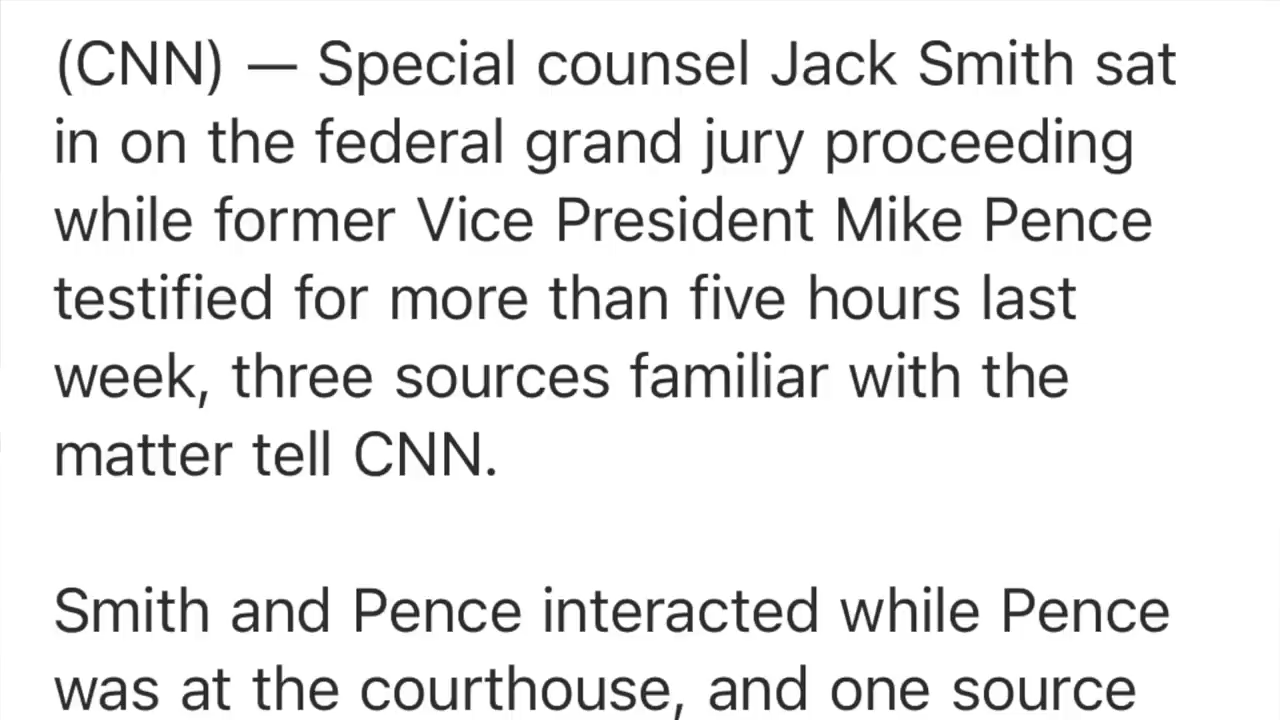 (CNN) — Special counsel Jack Smith sat
in on the federal grand jury proceeding
while former Vice President Mike Pence
testified for more than five hours last
week, three sources familiar with the
matter tell CNN.
Smith and Pence interacted while Pence
was at the courthouse, and one source